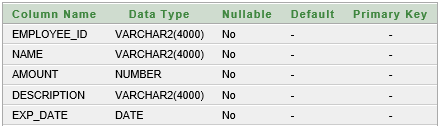 Column Name Data Type Nullable Default Primary Key
EMPLOYEE_ID VARCHAR2(4000) No - -
NAME VARCHAR2(4000) No - -
AMOUNT NUMBER No - -
DESCRIPTION VARCHAR2(4000) No - -
EXP_DATE DATE No - -